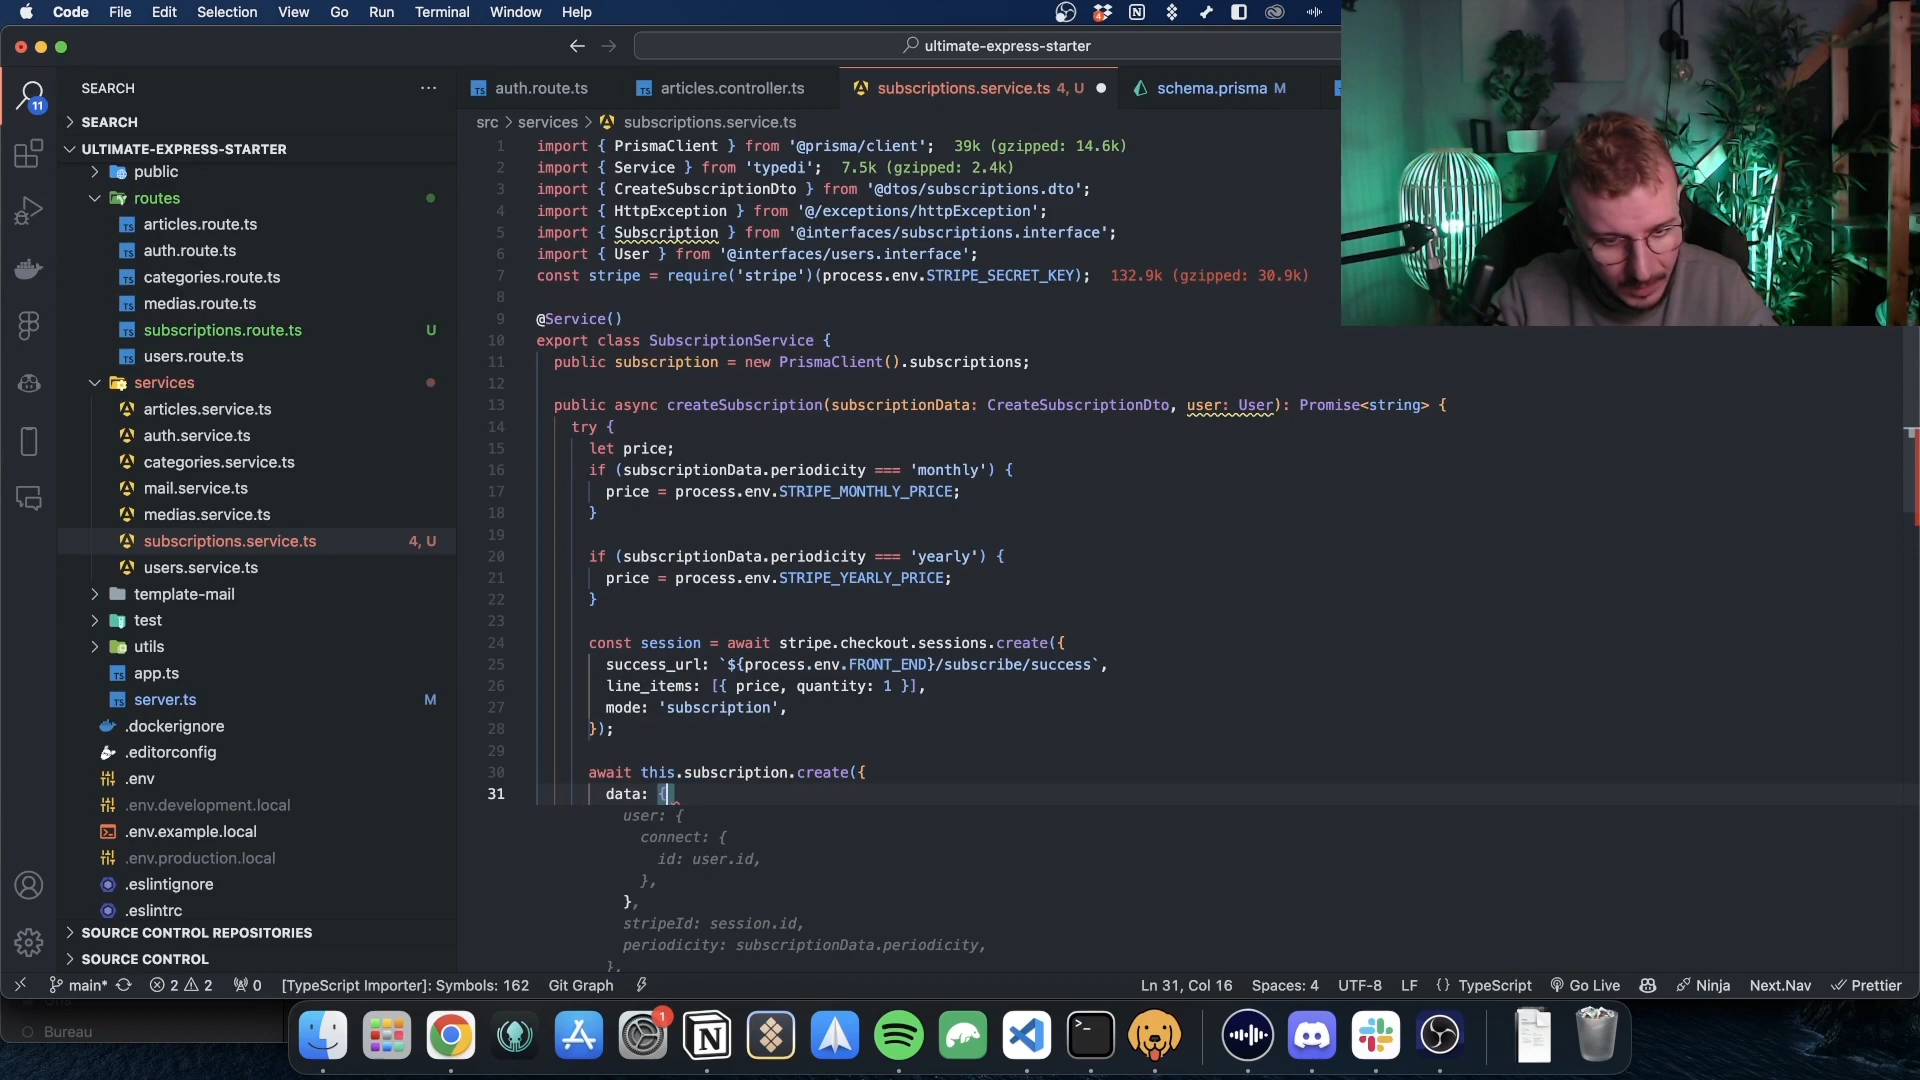 Code File Edit Selection View Go Run Terminal Window Help
4
ultimate-express-starter
SEARCH ...
auth.route.ts articles.controller.ts subscriptions.service.ts 4, U schema.prisma M
11
SEARCH
src > services > subscriptions.service.ts
ULTIMATE-EXPRESS-STARTER
public
routes
articles.route.ts
auth.route.ts
categories.route.ts
medias.route.ts
subscriptions.route.ts U
users.route.ts
services
articles.service.ts
auth.service.ts
categories.service.ts
mail.service.ts
medias.service.ts
subscriptions.service.ts 4, U
users.service.ts
template-mail
test
utils
app.ts
server.ts M
.dockerignore
.editorconfig
.env
.env.development.local
.env.example.local
.env.production.local
.eslintignore
.eslintrc
SOURCE CONTROL REPOSITORIES
SOURCE CONTROL
1 import { PrismaClient } from '@prisma/client'; 39k (gzipped: 14.6k)
2 import { Service } from 'typedi'; 7.5k (gzipped: 2.4k)
3 import { CreateSubscriptionDto } from '@dtos/subscriptions.dto';
4 import { HttpException } from '@/exceptions/httpException';
5 import { Subscription } from '@interfaces/subscriptions.interface';
6 import { User } from '@interfaces/users.interface';
7 const stripe = require('stripe')(process.env.STRIPE_SECRET_KEY); 132.9k (gzipped: 30.9k)
8
9 @Service()
10 export class SubscriptionService {
11 public subscription = new PrismaClient().subscriptions;
12
13 public async createSubscription(subscriptionData: CreateSubscriptionDto, user: User): Promise<string> {
14 try {
15 let price;
16 if (subscriptionData.periodicity === 'monthly') {
17 price = process.env.STRIPE_MONTHLY_PRICE;
18 }
19
20 if (subscriptionData.periodicity === 'yearly') {
21 price = process.env.STRIPE_YEARLY_PRICE;
22 }
23
24 const session = await stripe.checkout.sessions.create({
25 success_url: `${process.env.FRONT_END}/subscribe/success`,
26 line_items: [{ price, quantity: 1 }],
27 mode: 'subscription',
28 });
29
30 await this.subscription.create({
31 data: {
user: {
connect: {
id: user.id,
},
},
stripeId: session.id,
periodicity: subscriptionData.periodicity,
},
main* 2 2 0 [TypeScript Importer]: Symbols: 162 Git Graph Ln 31, Col 16 Spaces: 4 UTF-8 LF {} TypeScript Go Live Ninja Next.Nav Prettier
Bureau
1